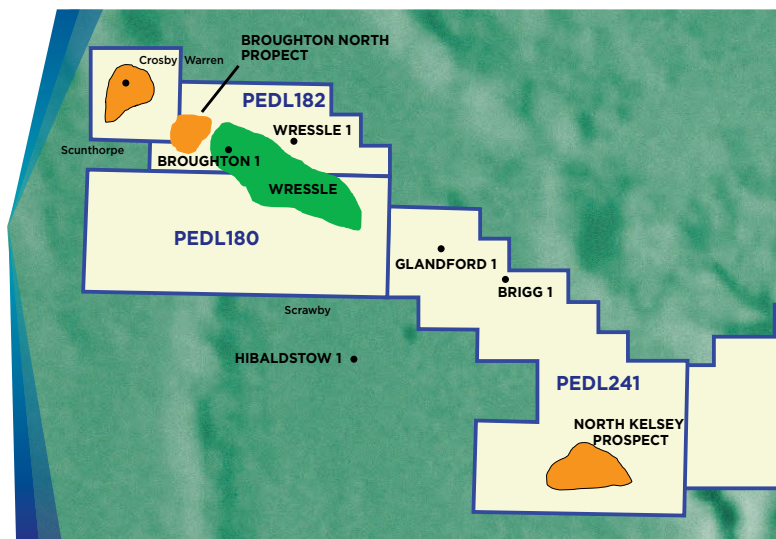 BROUGHTON NORTH
PROPECT
Crosby Warren
PEDL182
WRESSLE 1
Scunthorpe
BROUGHTON 1
WRESSLE
PEDL180
GLANDFORD 1
BRIGG 1
Scrawby
HIBALDSTOW 1
PEDL241
NORTH KELSEY
PROSPECT